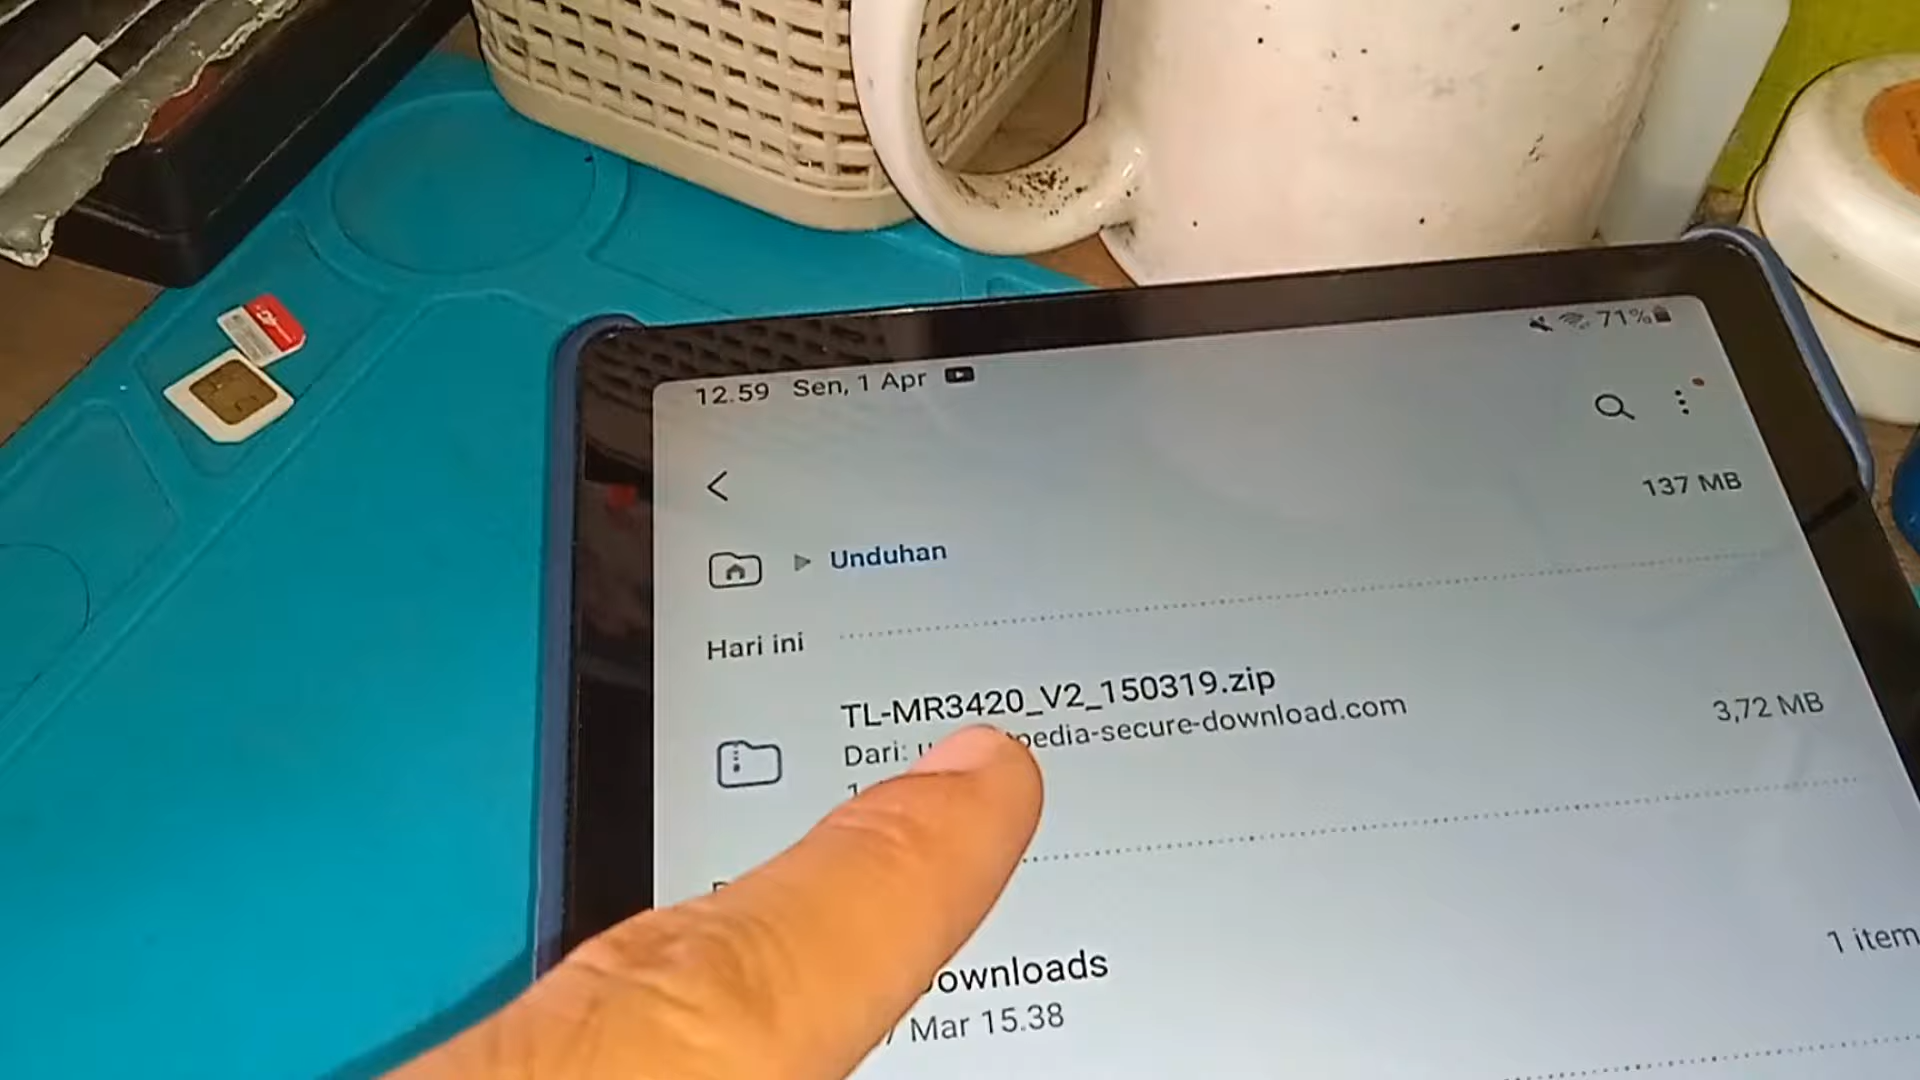 12.59 Sen, 1 Apr
71%
137 MB
Unduhan
Hari ini
TL-MR3420_V2_150319.zip
Dari: pedia-secure-download.com
3,72 MB
ownloads
1 item
Mar 15.38